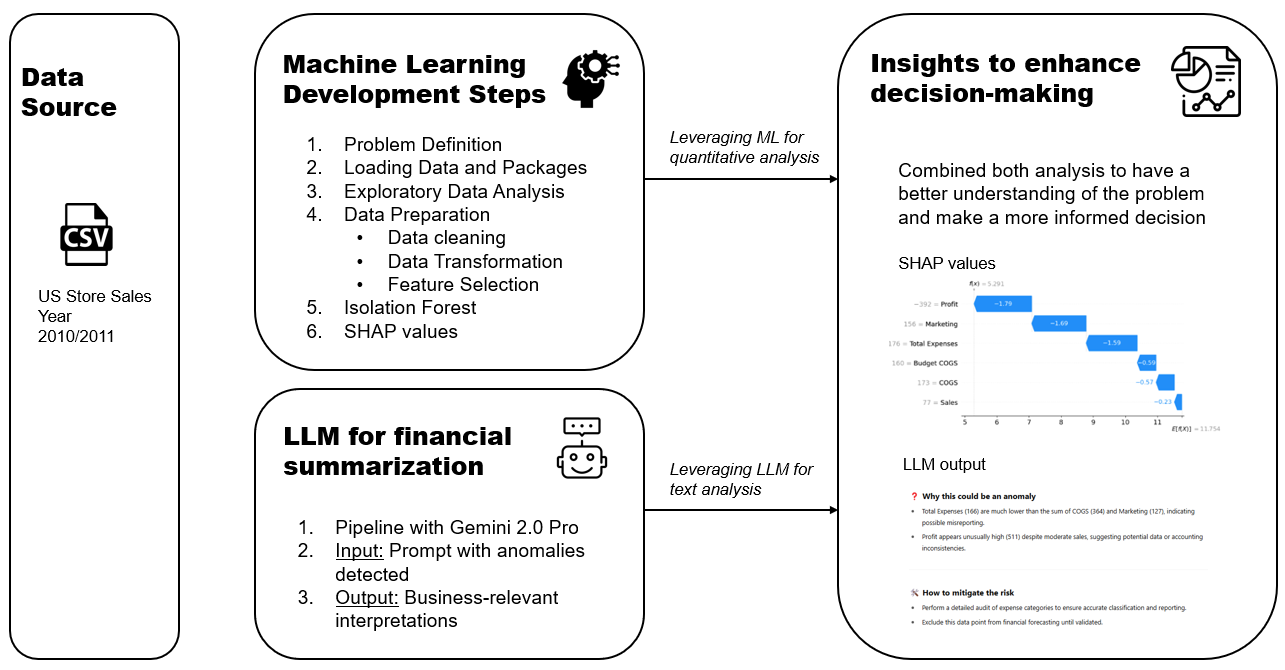 Data
Source
CSV
US Store Sales
Year
2010/2011
Machine Learning
Development Steps
1. Problem Definition
2. Loading Data and Packages
3. Exploratory Data Analysis
4. Data Preparation
• Data cleaning
• Data Transformation
• Feature Selection
5. Isolation Forest
6. SHAP values
LLM for financial
summarization
1. Pipeline with Gemini 2.0 Pro
2. Input: Prompt with anomalies
detected
3. Output: Business-relevant
interpretations
Leveraging ML for
quantitative analysis
Leveraging LLM for
text analysis
Insights to enhance
decision-making
Combined both analysis to have a
better understanding of the problem
and make a more informed decision
SHAP values
f(x) = 5.291
−392 = Profit −1.79
156 = Marketing −1.69
176 = Total Expenses −1.59
160 = Budget COGS −0.59
173 = COGS −0.57
77 = Sales −0.23
5 6 7 8 9 10 11
E[f(X)] = 11.754
LLM output
❓ Why this could be an anomaly
• Total Expenses (166) are much lower than the sum of COGS (364) and Marketing (127), indicating
possible misreporting.
• Profit appears unusually high (511) despite moderate sales, suggesting potential data or accounting
inconsistencies.
🛠 How to mitigate the risk
• Perform a detailed audit of expense categories to ensure accurate classification and reporting.
• Exclude this data point from financial forecasting until validated.